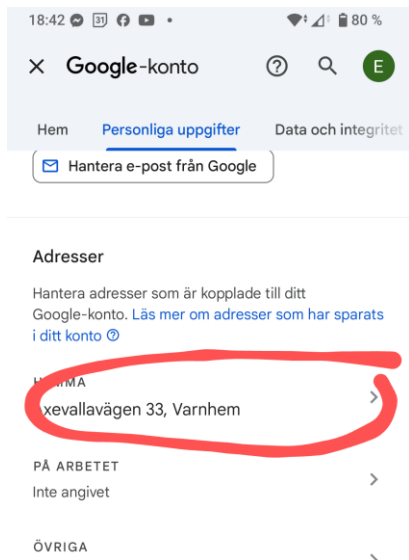 18:42 31 80 %
Google-konto E
Hem Personliga uppgifter Data och integritet
Hantera e-post från Google
Adresser
Hantera adresser som är kopplade till ditt
Google-konto. Läs mer om adresser som har sparats
i ditt konto
33, Varnhem
PÅ ARBETET
Inte angivet
ÖVRIGA